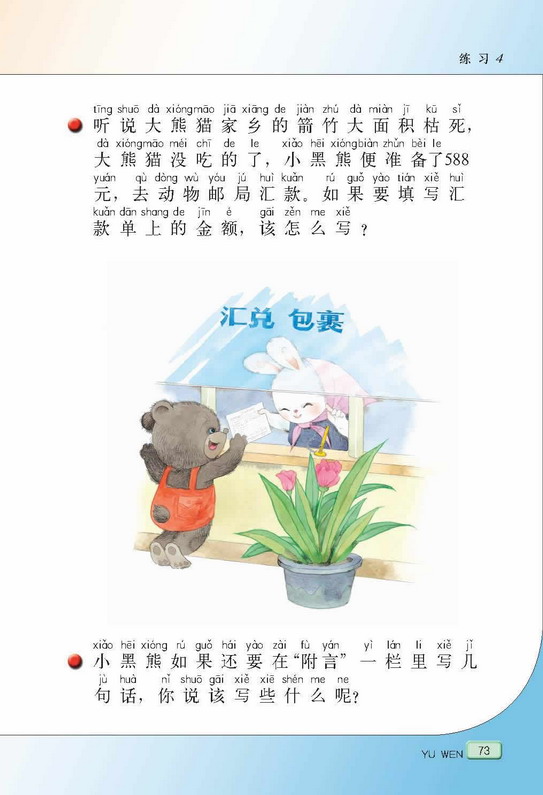 练习4
tīng shuō dà xióngmāo jiā xiāng de jiàn zhú dà miàn jī kū sǐ
听说大熊猫家乡的箭竹大面积枯死，
dà xióngmāo méi chī de le xiǎo hēi xióngbiàn zhǔn bèi le
大熊猫没吃的了，小黑熊便准备了588
yuán qù dòng wù yóu jú huì kuǎn rú guǒ yào tián xiě huì
元，去动物邮局汇款。如果要填写汇
kuǎn dān shang de jīn é gāi zěn me xiě
款单上的金额，该怎么写？
汇兑 包裹
xiǎo hēi xióng rú guǒ hái yào zài fù yán yì lán li xiě jǐ
小黑熊如果还要在“附言”一栏里写几
jù huà nǐ shuō gāi xiě xiē shén me ne
句话，你说该写些什么呢？
YU WEN 73